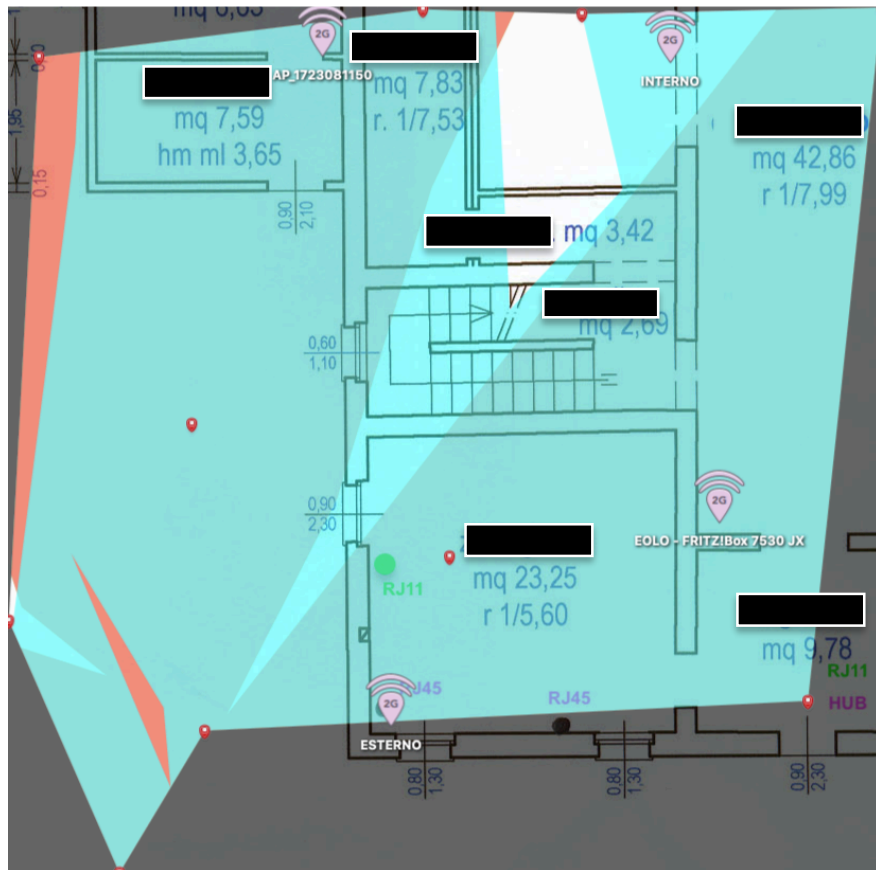 2G
2G
AP_1723081150
INTERNO
mq 7,59
hm ml 3,65
mq 7,83
r. 1/7,53
mq 42,86
r 1/7,99
1,95
0,15
0,90
2,10
mq 3,42
mq 2,69
0,60
1,10
0,90
2,30
2G
EOLO - FRITZ!Box 7530 JX
RJ11
mq 23,25
r 1/5,60
mq 9,78
RJ11
HUB
2G
RJ45
ESTERNO
0,80
1,30
0,80
1,30
0,90
2,30